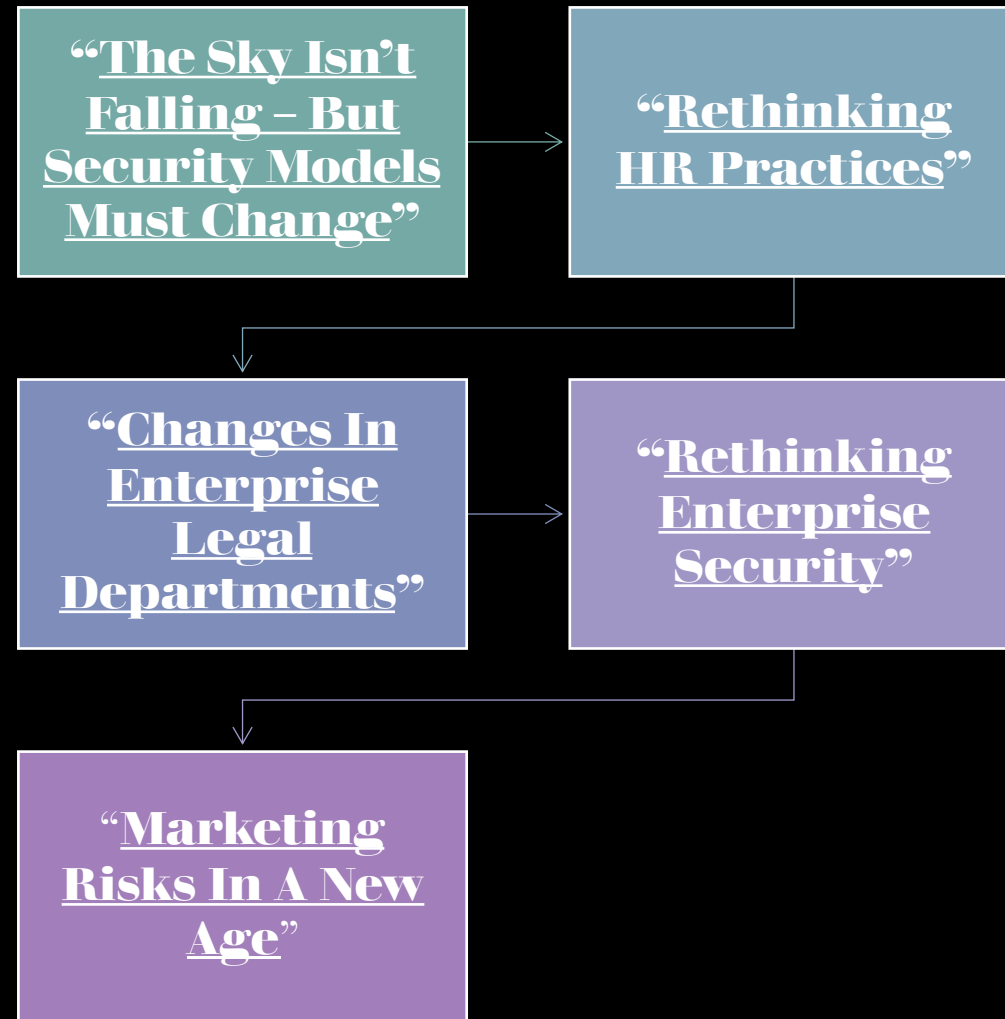 “The Sky Isn’t
Falling – But
Security Models
Must Change”
“Rethinking
HR Practices”
“Changes In
Enterprise
Legal
Departments”
“Rethinking
Enterprise
Security”
“Marketing
Risks In A New
Age”